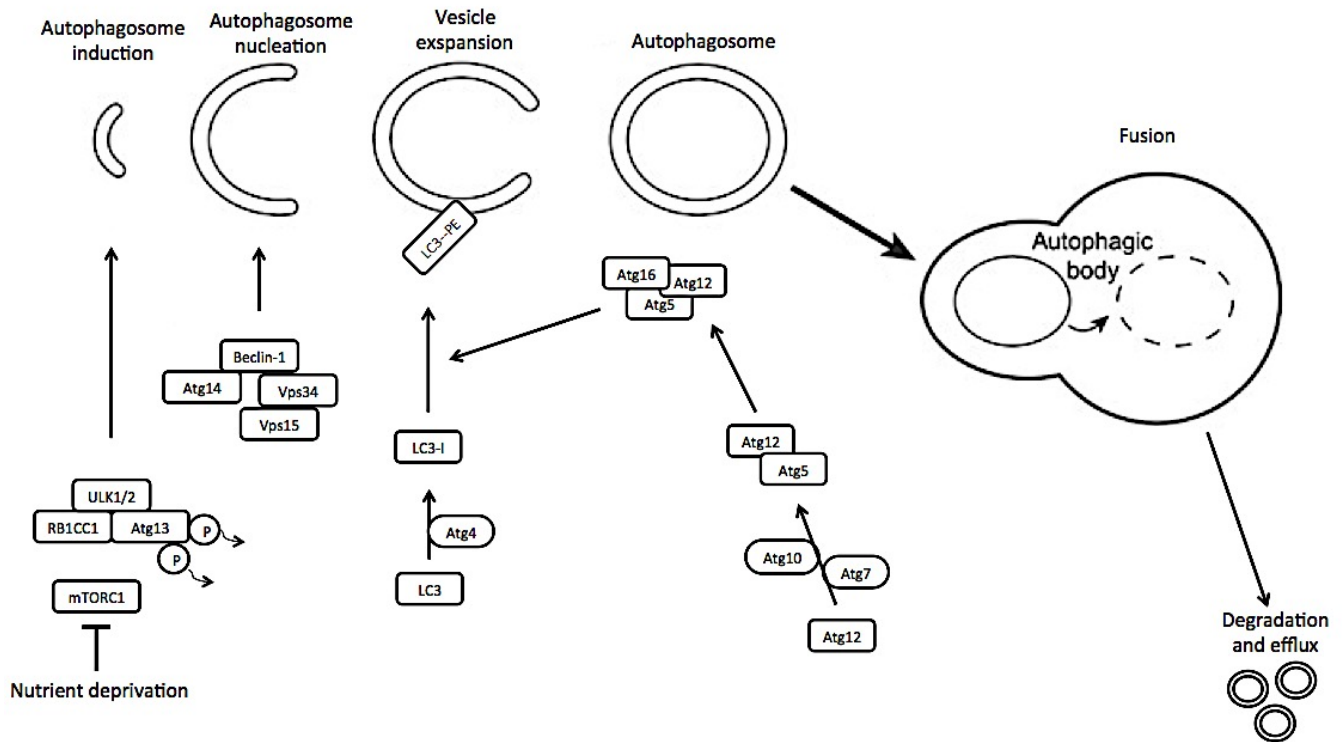 Autophagosome
induction
Autophagosome
nucleation
Vesicle
exspansion
Autophagosome
Fusion
LC3--PE
Autophagic
body
Atg16
Atg12
Atg5
Beclin-1
Atg14
Vps34
Vps15
LC3-I
Atg12
Atg5
ULK1/2
RB1CC1
Atg13
P
P
Atg4
Atg10
Atg7
mTORC1
LC3
Atg12
Nutrient deprivation
Degradation
and efflux